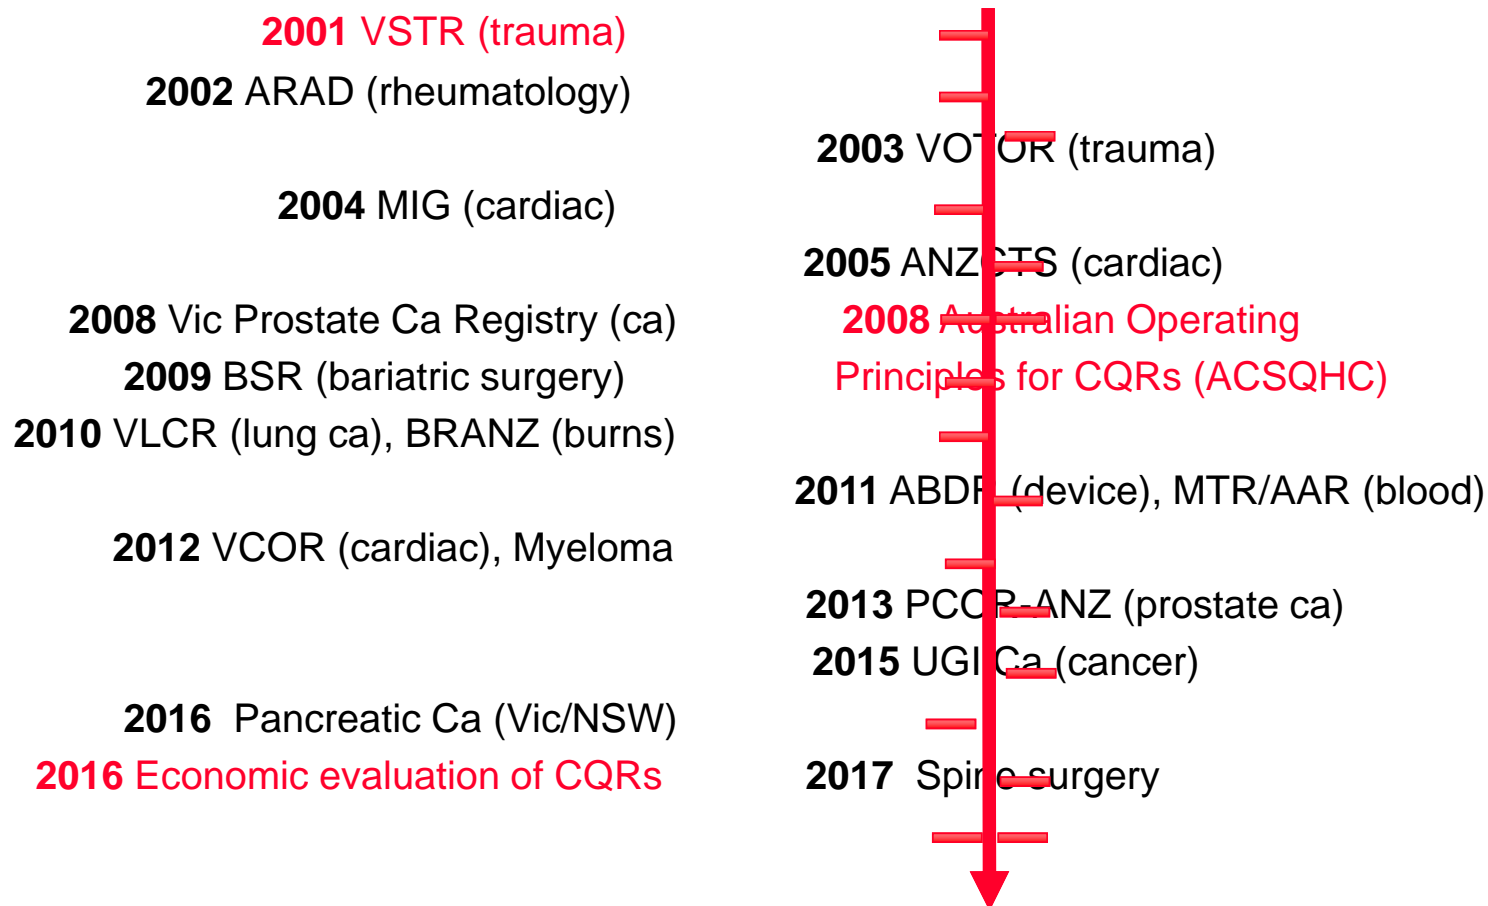 2001 VSTR (trauma)
2002 ARAD (rheumatology)
2003 VOTOR (trauma)
2004 MIG (cardiac)
2005 ANZCTS (cardiac)
2008 Vic Prostate Ca Registry (ca)
2008 Australian Operating
2009 BSR (bariatric surgery)
Principles for CQRs (ACSQHC)
2010 VLCR (lung ca), BRANZ (burns)
2011 ABDR (device), MTR/AAR (blood)
2012 VCOR (cardiac), Myeloma
2013 PCOR-ANZ (prostate ca)
2015 UGI Ca (cancer)
2016 Pancreatic Ca (Vic/NSW)
2016 Economic evaluation of CQRs
2017 Spine surgery